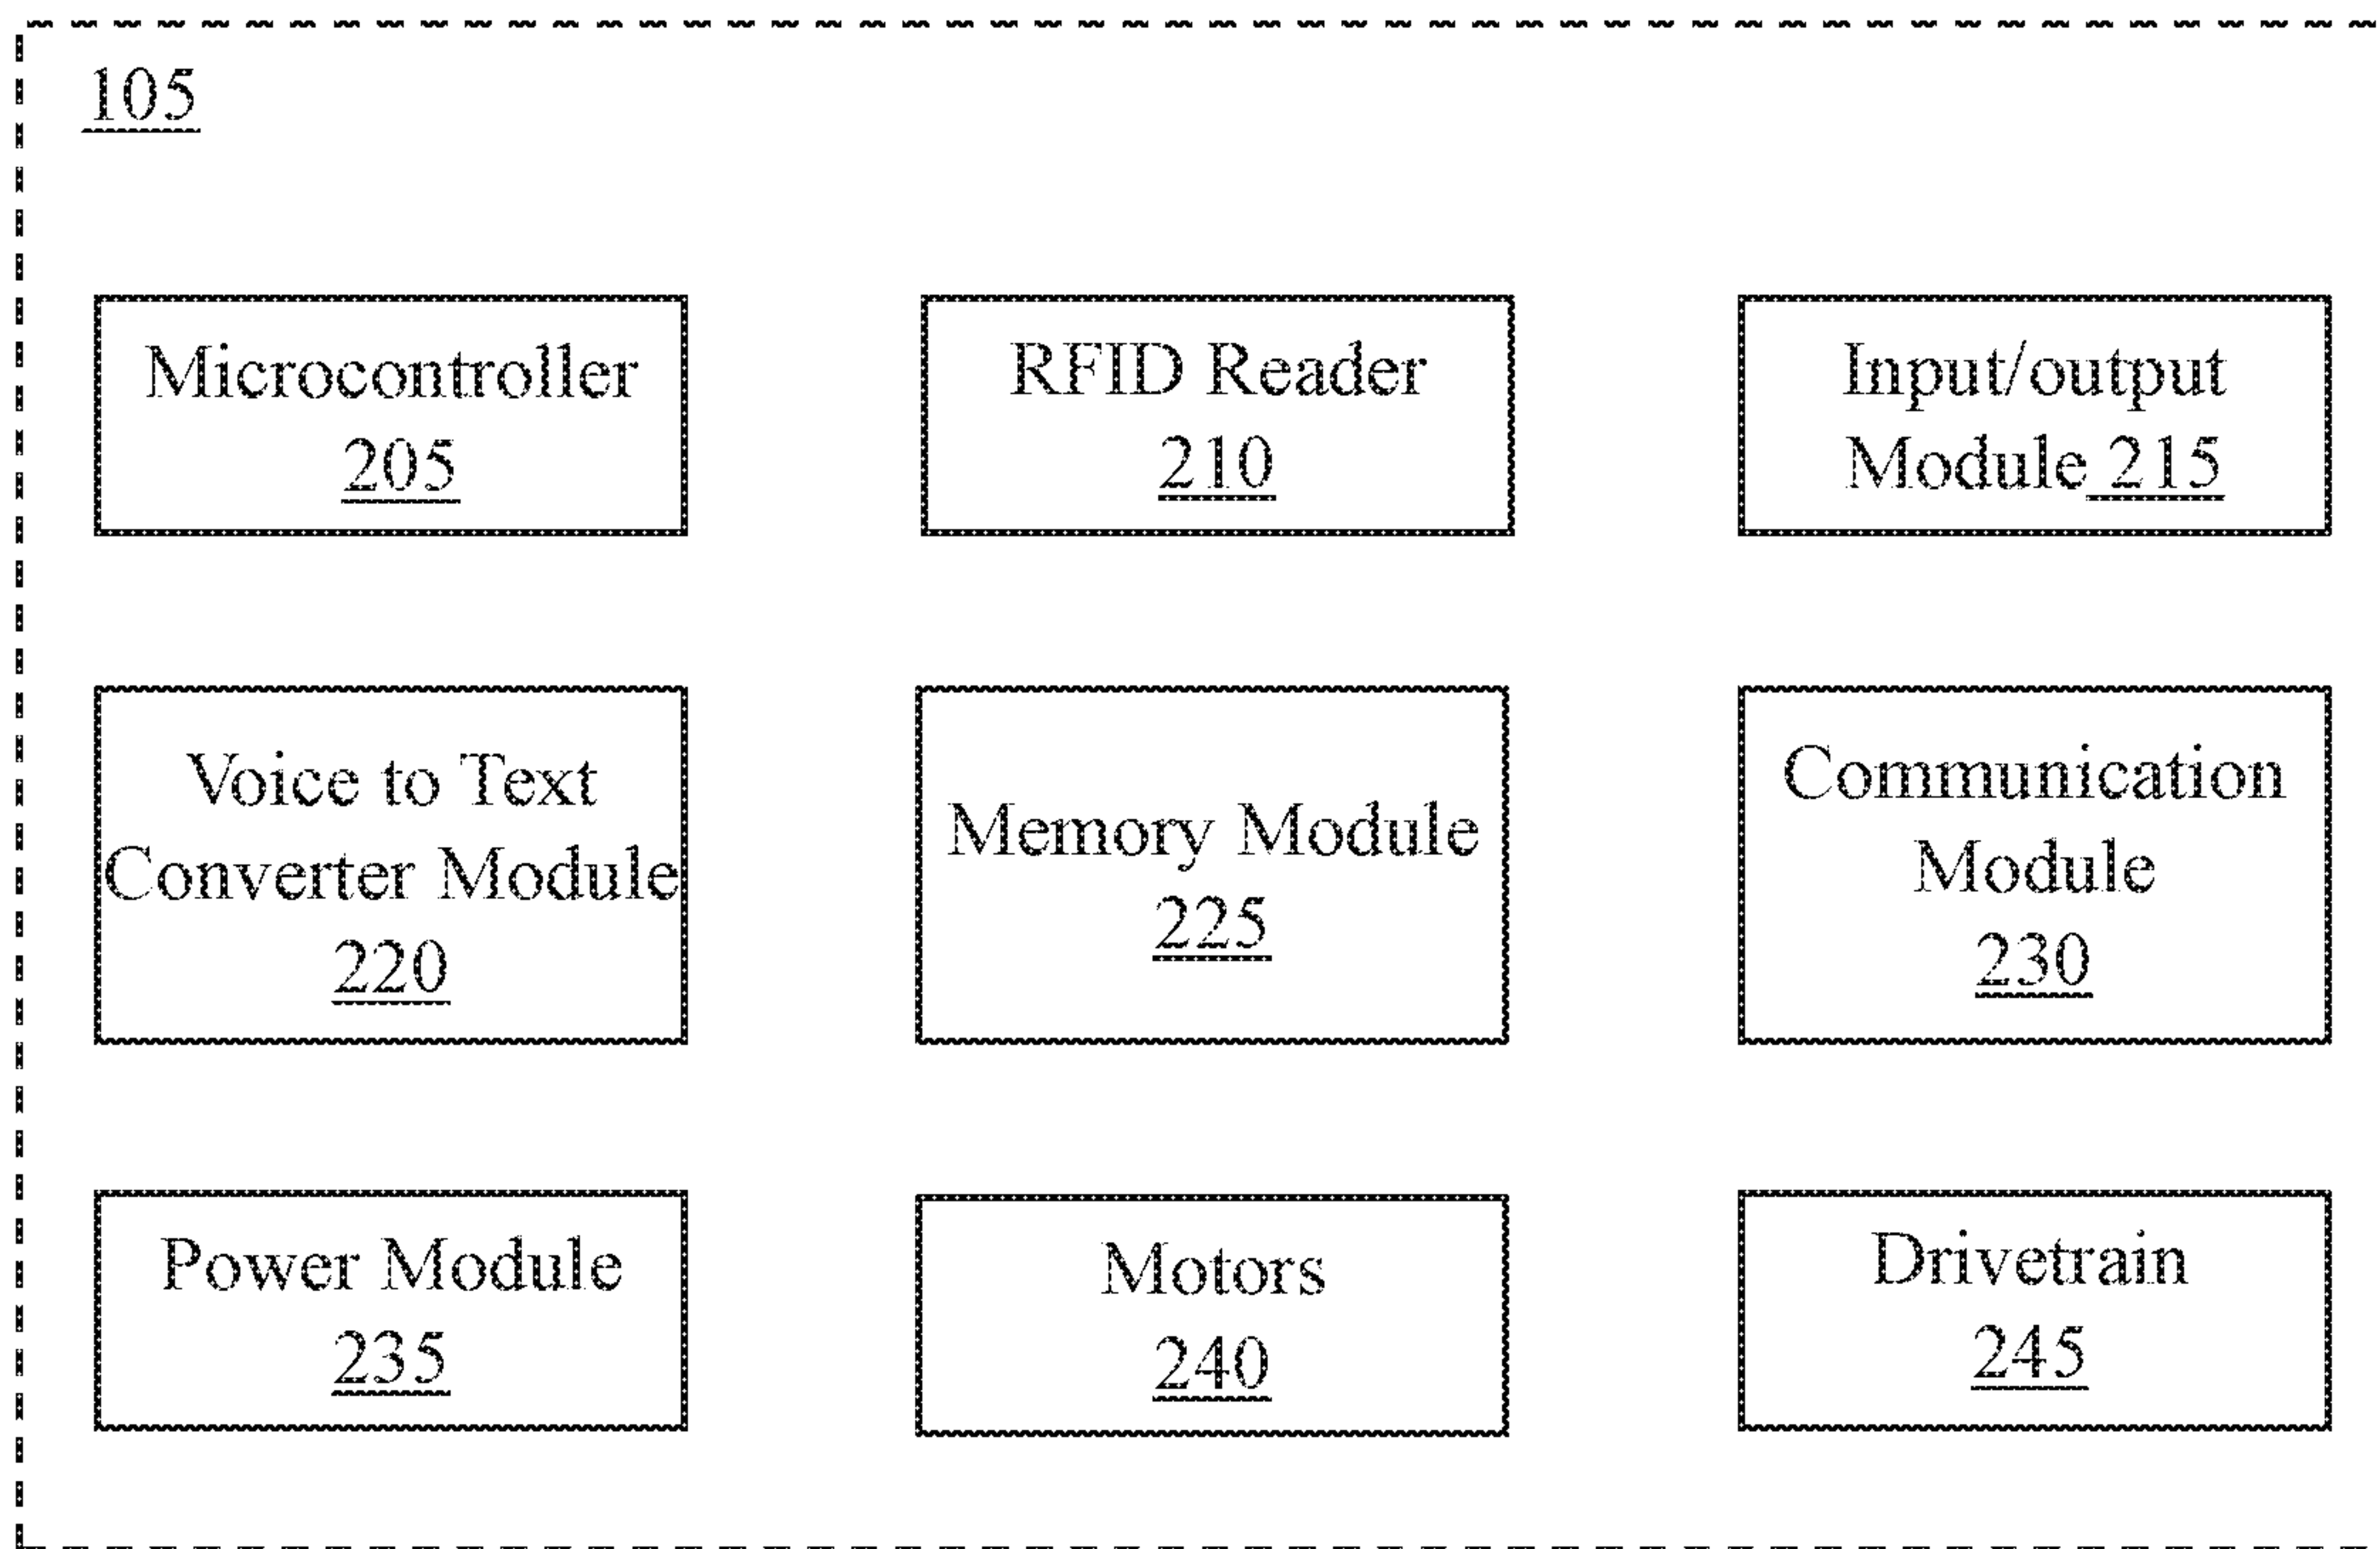 105
Microcontroller
205
RFID Reader
210
Input/output
Module 215
Voice to Text
Converter Module
220
Memory Module
225
Communication
Module
230
Power Module
235
Motors
240
Drivetrain
245